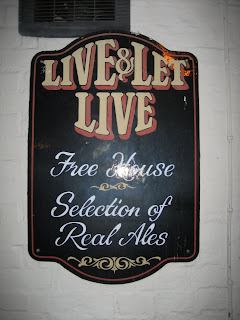 LIVE & LET
LIVE
Free House
Selection of
Real Ales